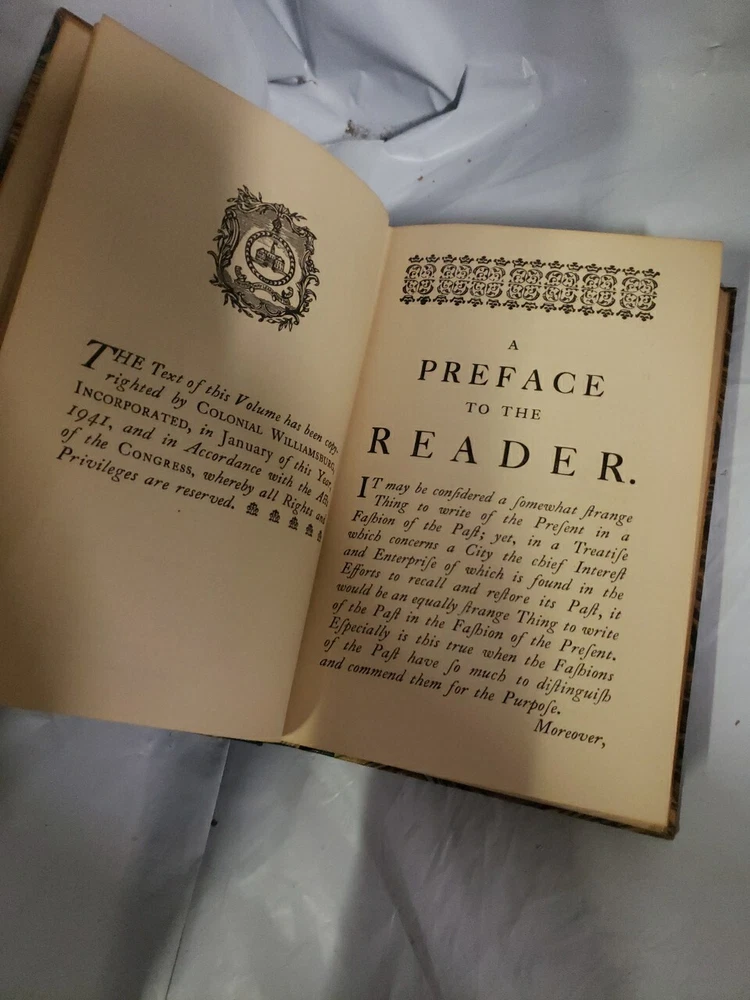 THE Text of this Volume has been copy-
righted by COLONIAL WILLIAMSBURG,
INCORPORATED, in January of this Year,
1941, and in Accordance with the Act
of the CONGRESS, whereby all Rights and
Privileges are reserved.
A
PREFACE
TO THE
READER.
IT may be conſidered a ſomewhat ſtrange
Thing to write of the Preſent in a
Faſhion of the Paſt; yet, in a Treatiſe
which concerns a City the chief Intereſt
and Enterpriſe of which is found in the
Efforts to recall and reſtore its Paſt, it
would be an equally ſtrange Thing to write
of the Paſt in the Faſhion of the Preſent.
Eſpecially is this true when the Faſhions
of the Paſt have ſo much to diſtinguiſh
and commend them for the Purpoſe.
Moreover,